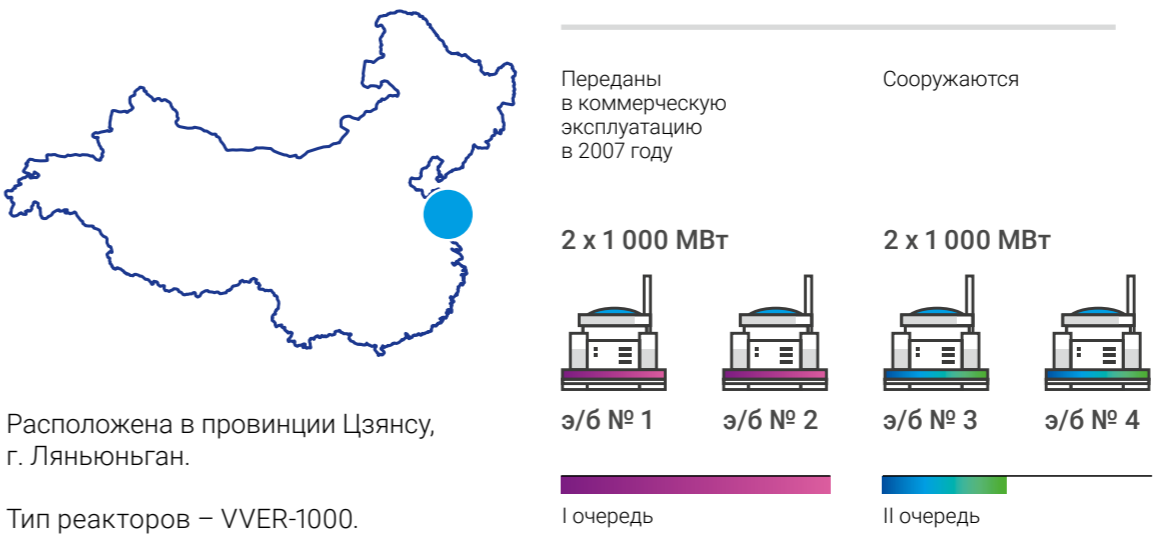 Расположена в провинции Цзянсу,
г. Ляньюньган.
Тип реакторов – VVER-1000.
Переданы
в коммерческую
эксплуатацию
в 2007 году
2 x 1 000 МВт
э/б № 1
э/б № 2
I очередь
Сооружаются
2 x 1 000 МВт
э/б № 3
э/б № 4
II очередь